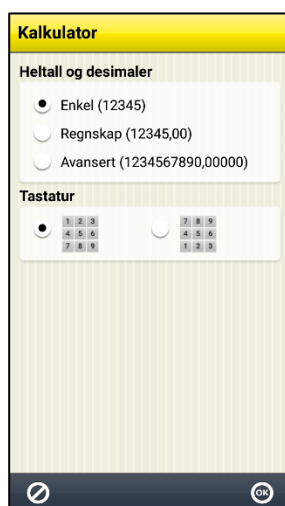 Kalkulator
Heltall og desimaler
Enkel (12345)
Regnskap (12345,00)
Avansert (1234567890,00000)
Tastatur
1 2 3 7 8 9
4 5 6 4 5 6
7 8 9 1 2 3
OK